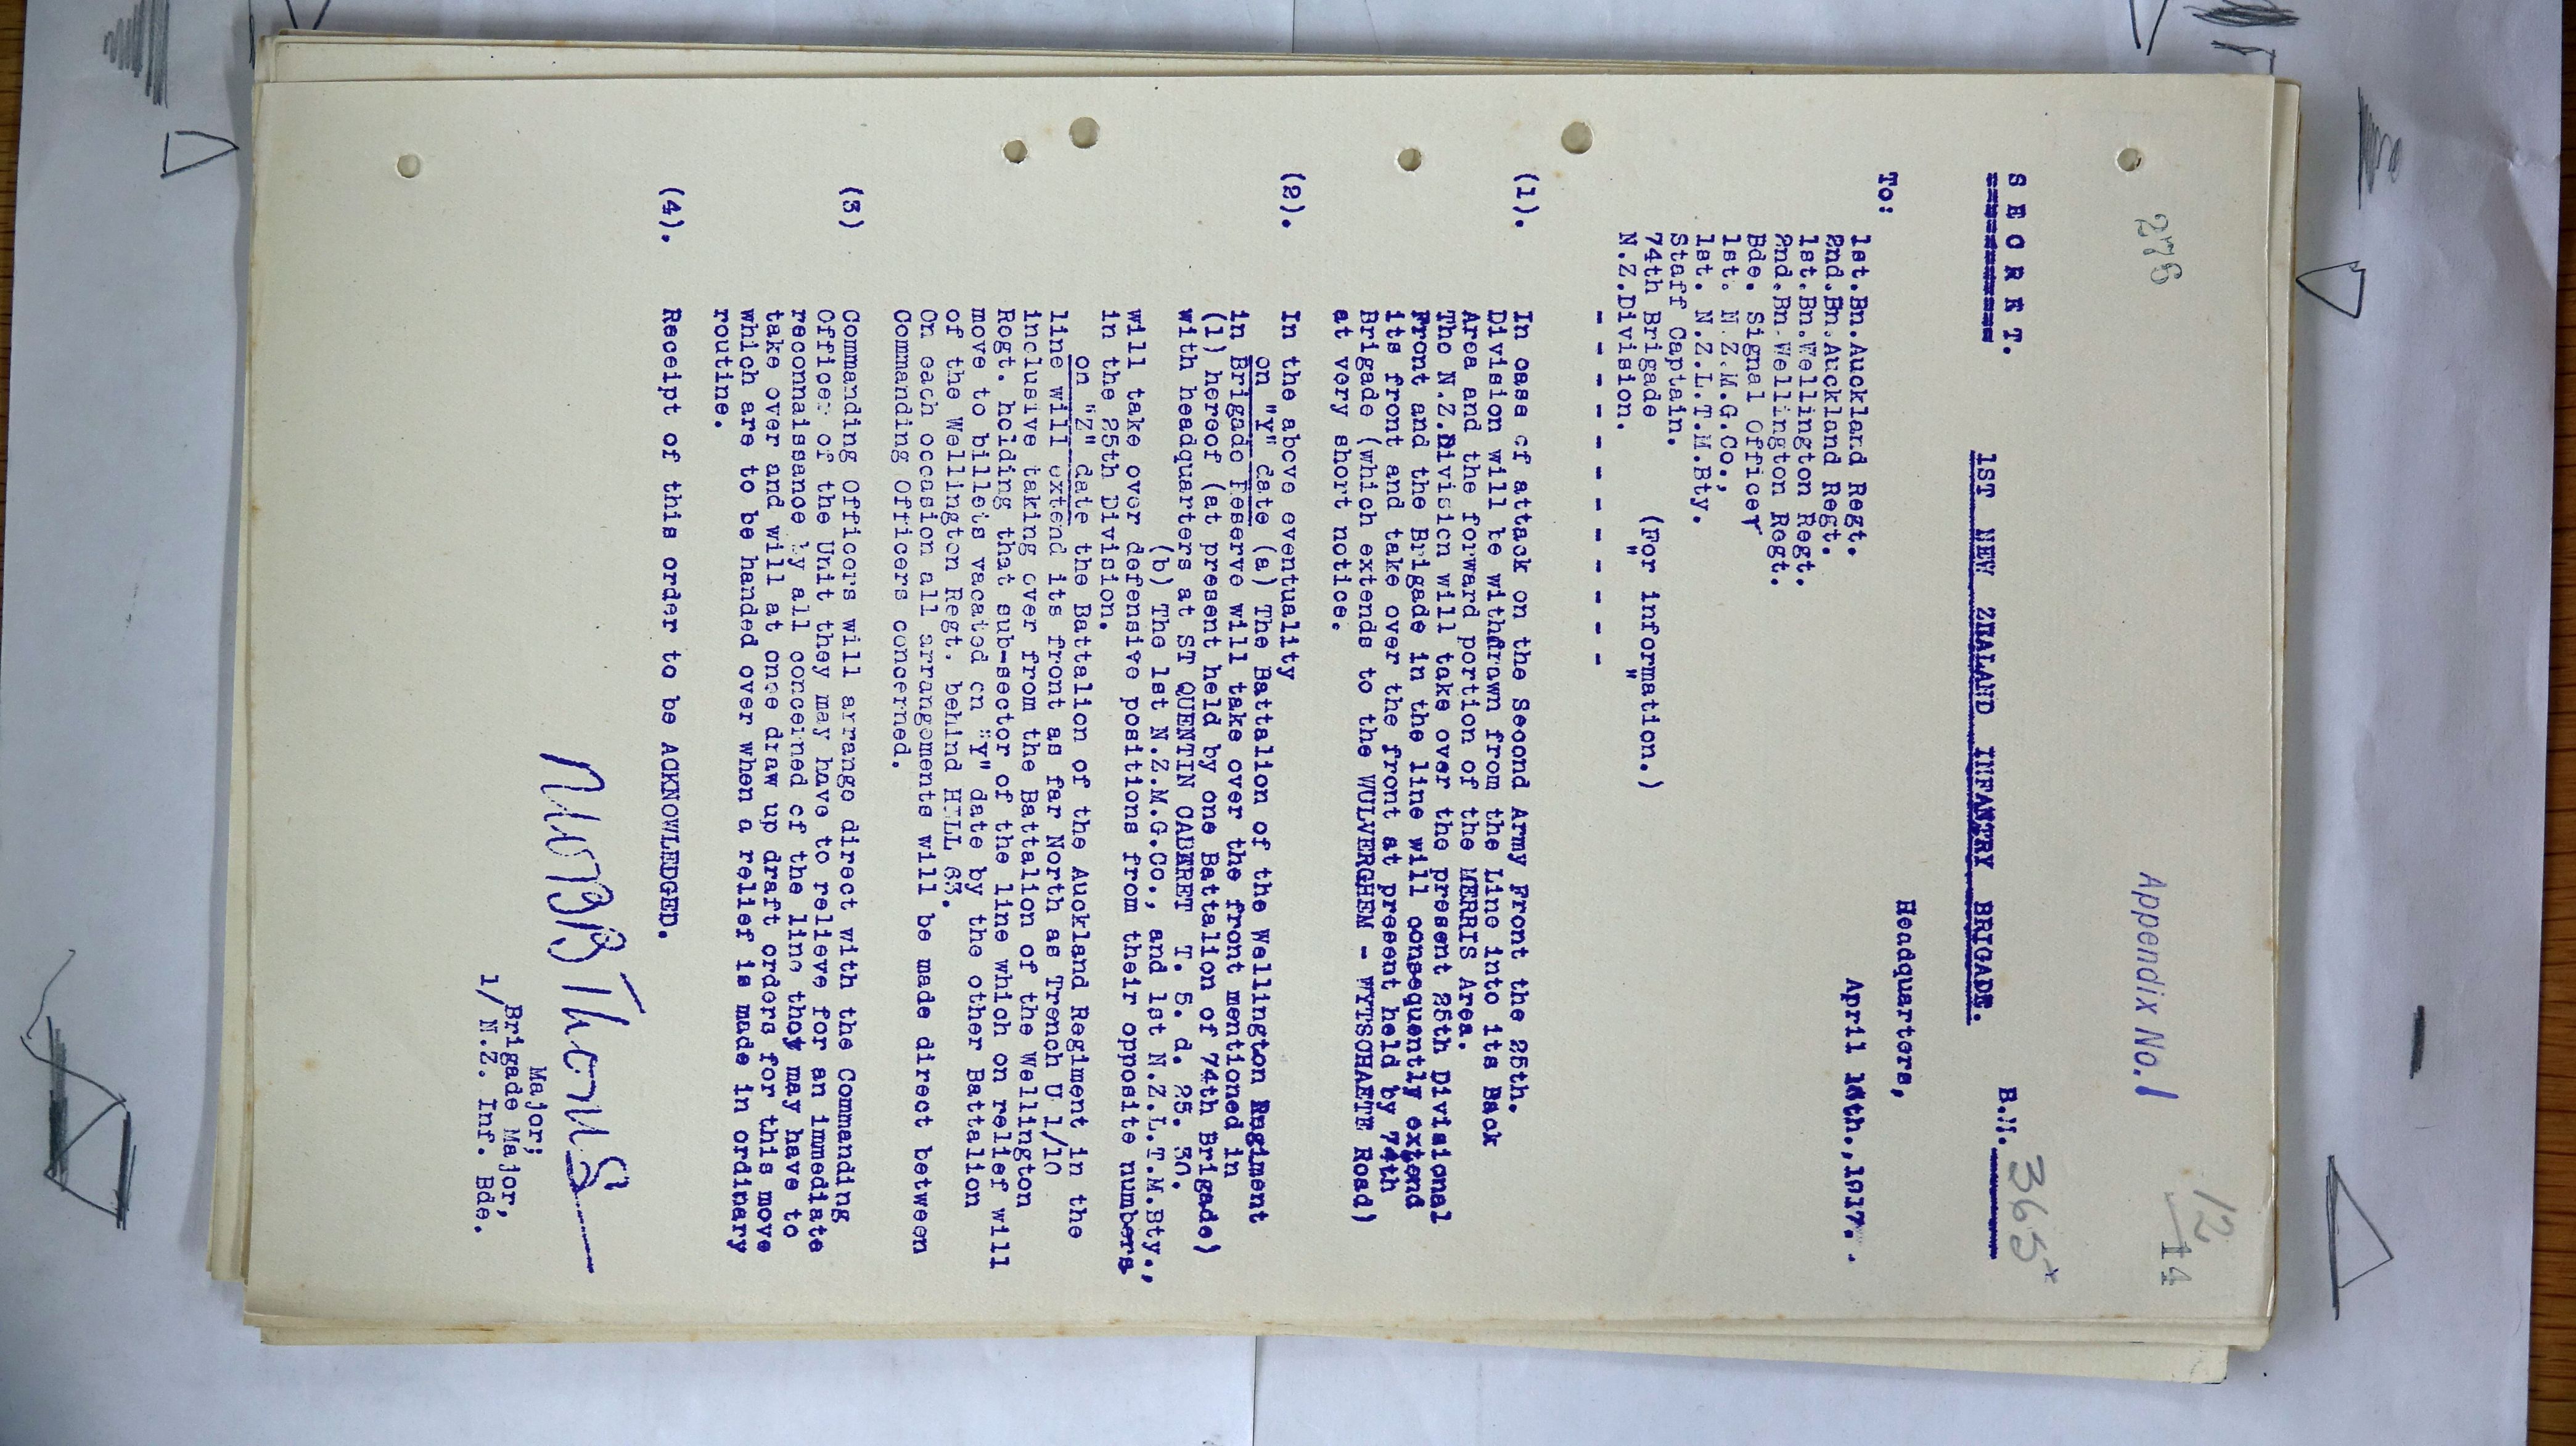 276
Appendix No. 1
12
14
S E C R E T.
B.M. 365
1ST NEW ZEALAND INFANTRY BRIGADE.
Headquarters,
April 14th.,1917.
To:
1st.Bn.Auckland Regt.
2nd.Bn.Auckland Regt.
1st.Bn.Wellington Regt.
2nd.Bn.Wellington Regt.
Bde. Signal Officer
1st. N.Z.M.G.Co.,
1st. N.Z.L.T.M.Bty.
Staff Captain.
74th Brigade (For information.)
N.Z.Division. " "
- - - - - - - - - - - - -
(1). In case of attack on the Second Army Front the 25th.
Division will be withdrawn from the Line into its Back
Area and the forward portion of the MERRIS Area.
The N.Z.Division will take over the present 25th Divisional
Front and the Brigade in the line will consequently extend
its front and take over the front at present held by 74th
Brigade (which extends to the WULVERGHEM - WYTSCHAETE Road)
at very short notice.
(2). In the above eventuality
on "Y" date (a) The Battalion of the Wellington Regiment
in Brigade Reserve will take over the front mentioned in
(1) hereof (at present held by one Battalion of 74th Brigade)
with headquarters at ST QUENTIN CABERET T. 5. d. 25. 30.
(b) The 1st N.Z.M.G.Co., and 1st N.Z.L.T.M.Bty.,
will take over defensive positions from their opposite numbers
in the 25th Division.
on "Z" date the Battalion of the Auckland Regiment in the
line will extend its front as far North as Trench U 1/10
inclusive taking over from the Battalion of the Wellington
Regt. holding that sub-sector of the line which on relief will
move to billets vacated on "Y" date by the other Battalion
of the Wellington Regt. behind HILL 63.
On each occasion all arrangements will be made direct between
Commanding Officers concerned.
(3) Commanding Officers will arrange direct with the Commanding
Officer of the Unit they may have to relieve for an immediate
reconnaissance by all concerned of the line they may have to
take over and will at once draw up draft orders for this move
which are to be handed over when a relief is made in ordinary
routine.
(4). Receipt of this order to be ACKNOWLEDGED.
Major;
Brigade Major,
1/ N.Z. Inf. Bde.